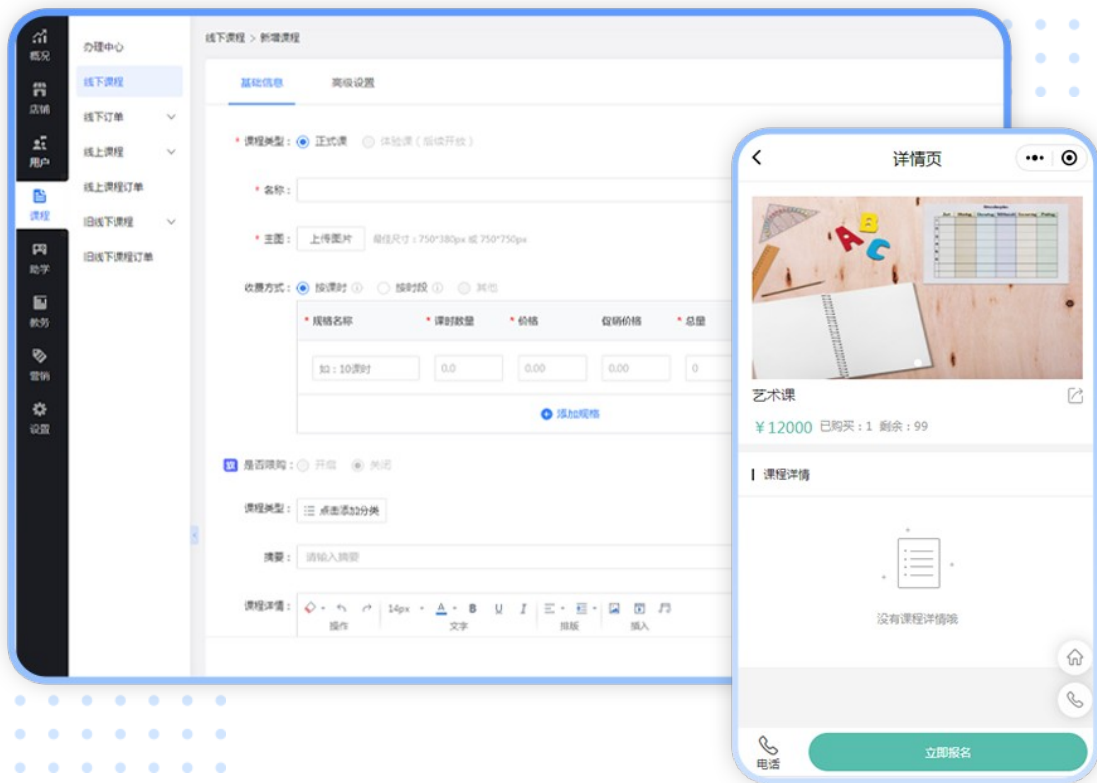 概况
店铺
用户
课程
助学
教务
营销
设置
办理中心
线下课程
线下订单
线上课程
线上课程订单
旧线下课程
旧线下课程订单
线下课程 > 新增课程
基础信息 高级设置
* 课程类型： 正式课 体验课（后续开放）
* 名称：
* 主图： 上传图片 最佳尺寸：750*380px 或 750*750px
收费方式： 按课时 按时段 其他
* 规格名称 * 课时数量 * 价格 促销价格 * 总量
如：10课时 0.0 0.00 0.00 0
添加规格
旗 是否限购： 开启 关闭
课程类型： 点击添加分类
摘要： 请输入摘要
课程详情： 14px A B U I
操作 文字 排版 插入
详情页
A B C
艺术课
¥12000 已购买：1 剩余：99
课程详情
没有课程详情哦
电话 立即报名